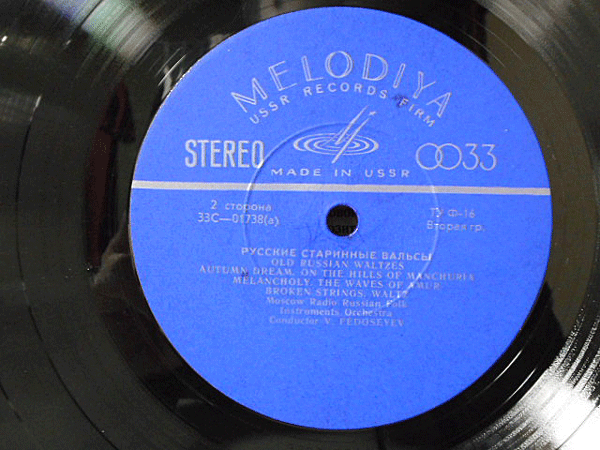 MELODIYA
USSR RECORDS FIRM
STEREO
33
MADE IN USSR
2 сторона
33С—01738(а)
ТУ Ф-16
Вторая гр.
РУССКИЕ СТАРИННЫЕ ВАЛЬСЫ
OLD RUSSIAN WALTZES
AUTUMN DREAM. ON THE HILLS OF MANCHURIA
MELANCHOLY. THE WAVES OF AMUR
BROKEN STRINGS. WALTZ
Moscow Radio Russian Folk
Instruments Orchestra
Conductor V. FEDOSEYEV